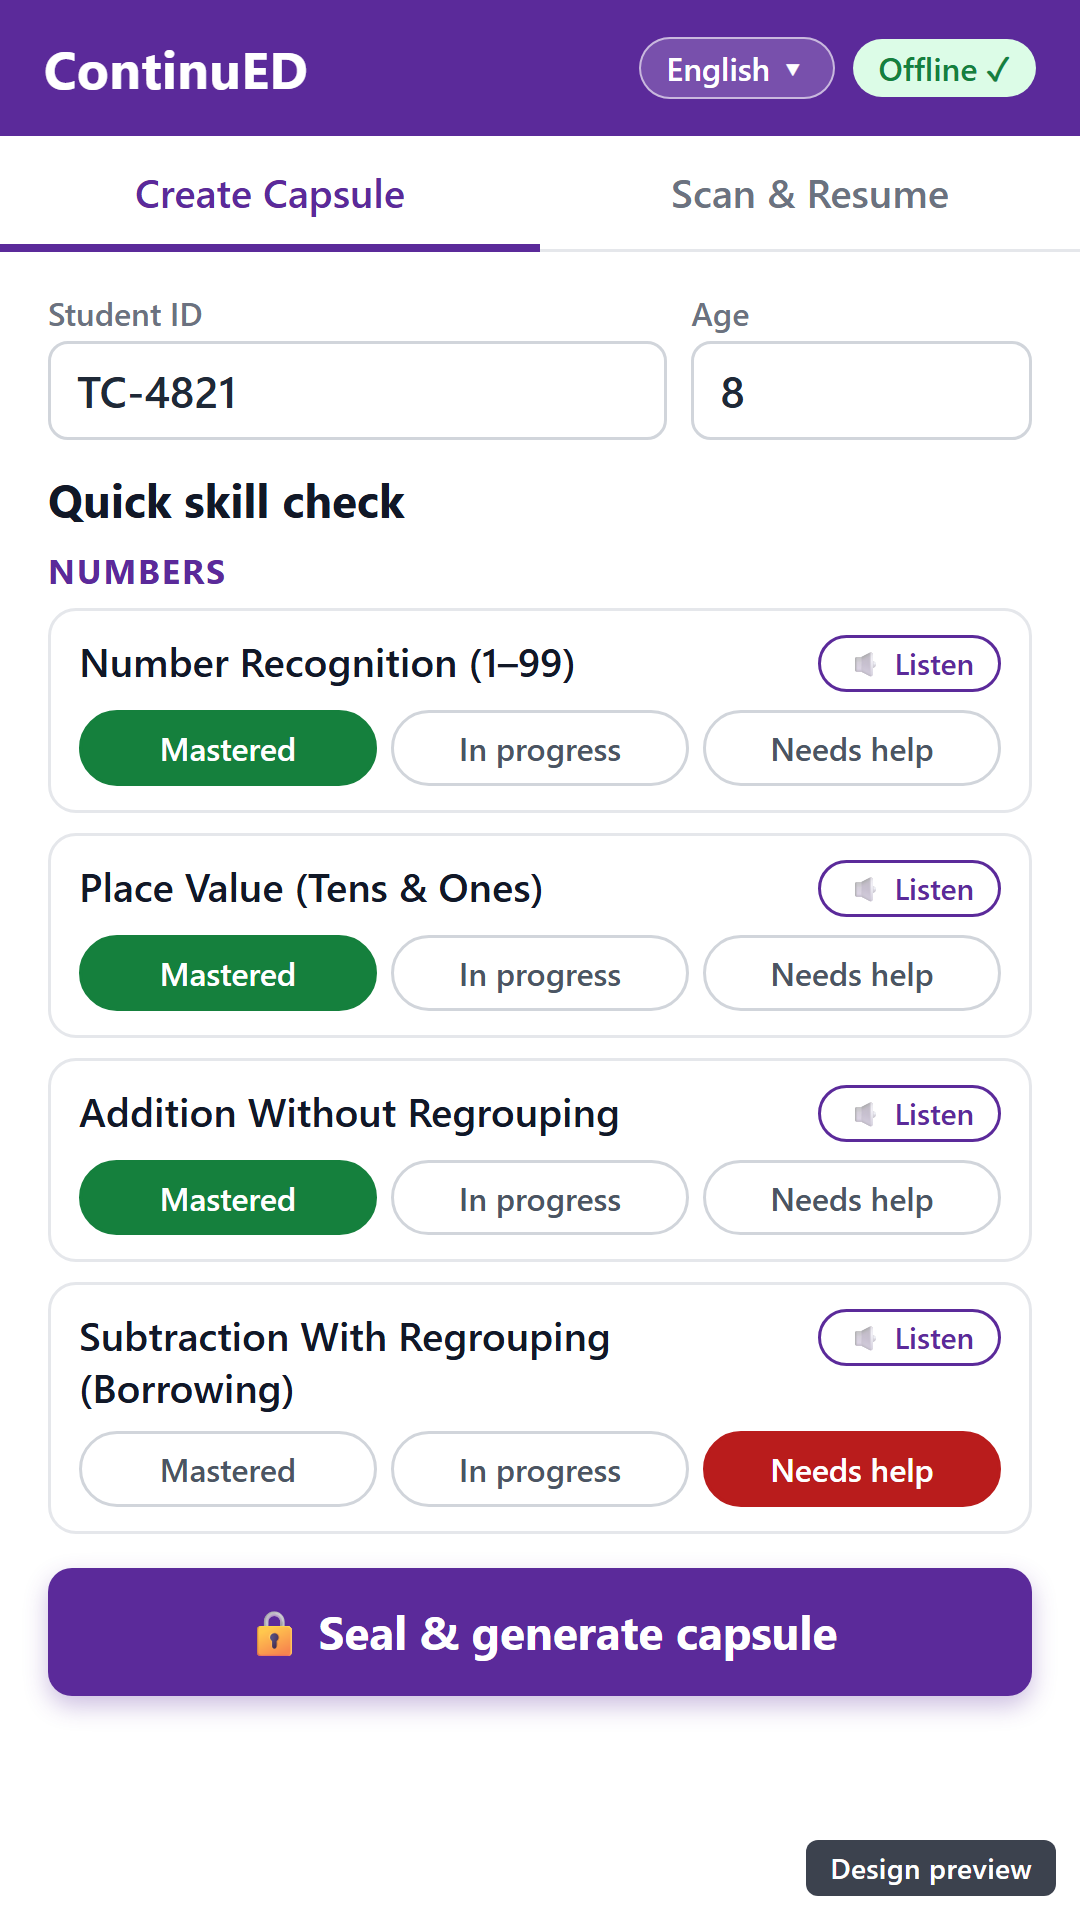 ContinuED
English ▼
Offline ✓
Create Capsule
Scan & Resume
Student ID
Age
TC-4821
8
Quick skill check
NUMBERS
Number Recognition (1–99)
Listen
Mastered
In progress
Needs help
Place Value (Tens & Ones)
Listen
Mastered
In progress
Needs help
Addition Without Regrouping
Listen
Mastered
In progress
Needs help
Subtraction With Regrouping
(Borrowing)
Listen
Mastered
In progress
Needs help
Seal & generate capsule
Design preview